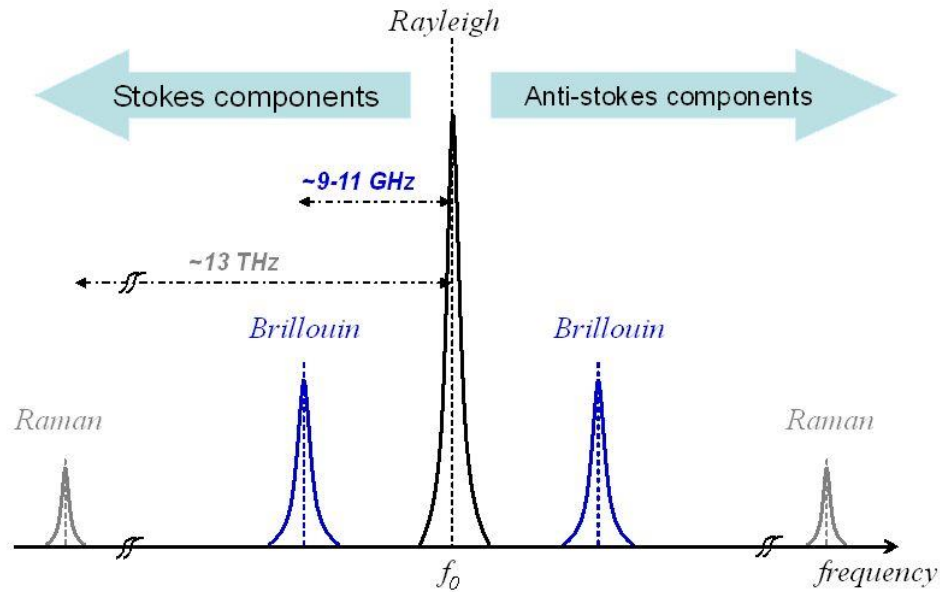 Rayleigh
Stokes components
Anti-stokes components
~9-11 GHz
~13 THz
Brillouin
Brillouin
Raman
Raman
f0
frequency